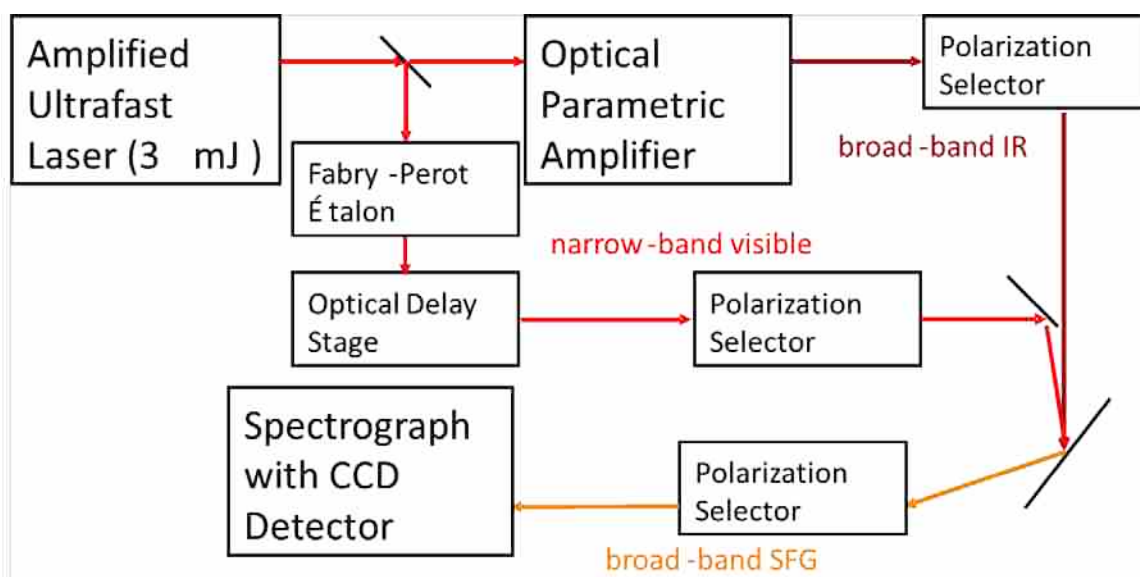 Amplified
Ultrafast
Laser (3 mJ )
Optical
Parametric
Amplifier
Polarization
Selector
broad -band IR
Fabry -Perot
É talon
narrow -band visible
Optical Delay
Stage
Polarization
Selector
Spectrograph
with CCD
Detector
Polarization
Selector
broad -band SFG